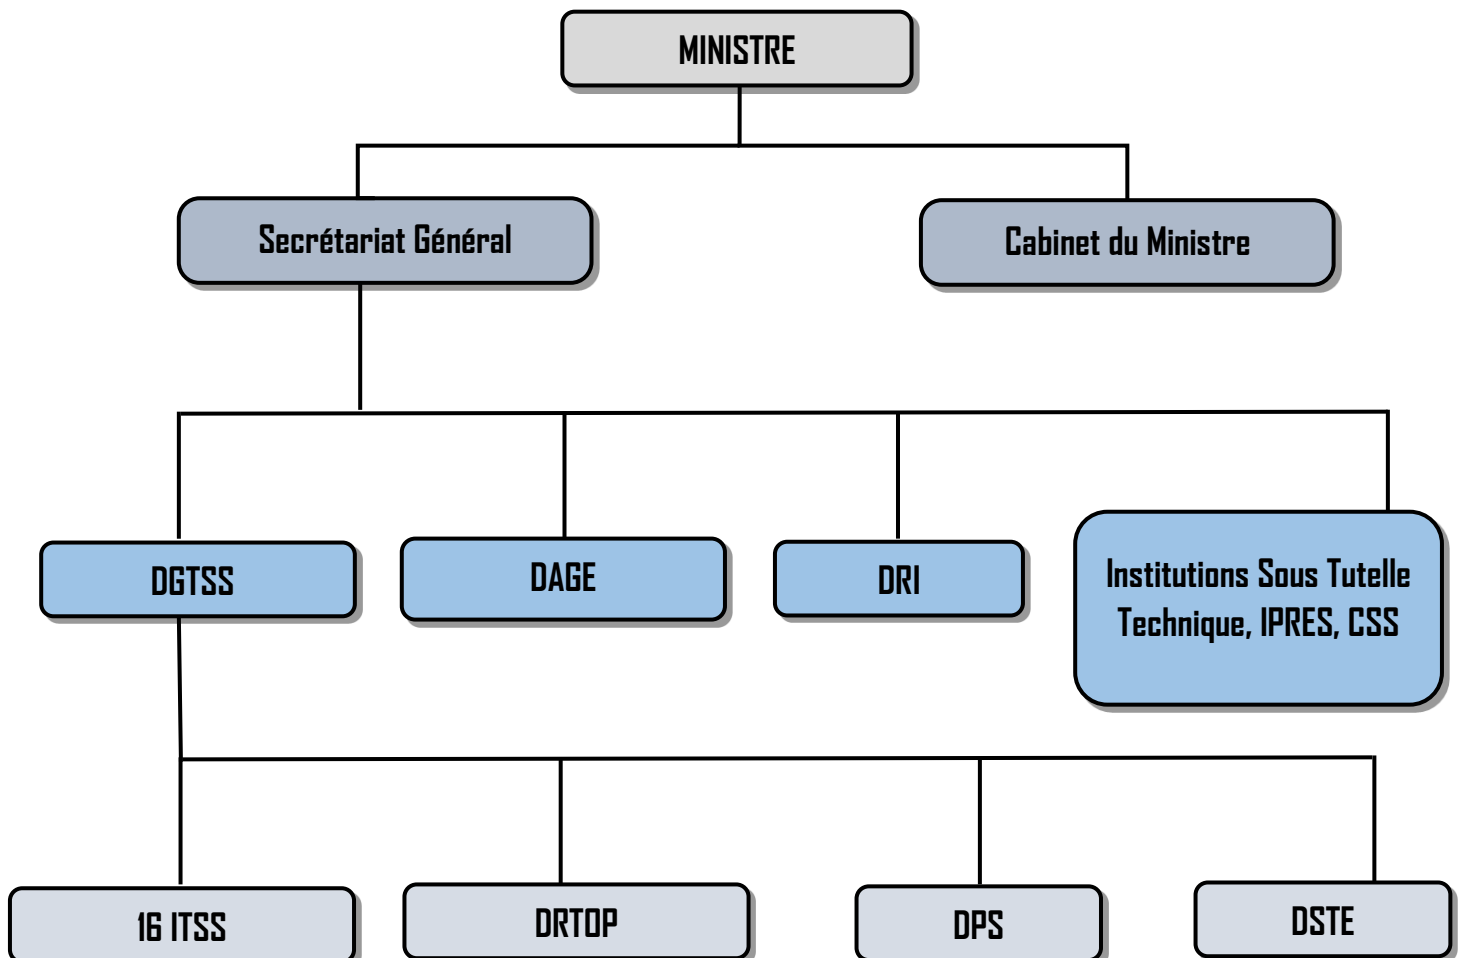 MINISTRE
Secrétariat Général
Cabinet du Ministre
DGTSS
DAGE
DRI
Institutions Sous Tutelle
Technique, IPRES, CSS
16 ITSS
DRTOP
DPS
DSTE